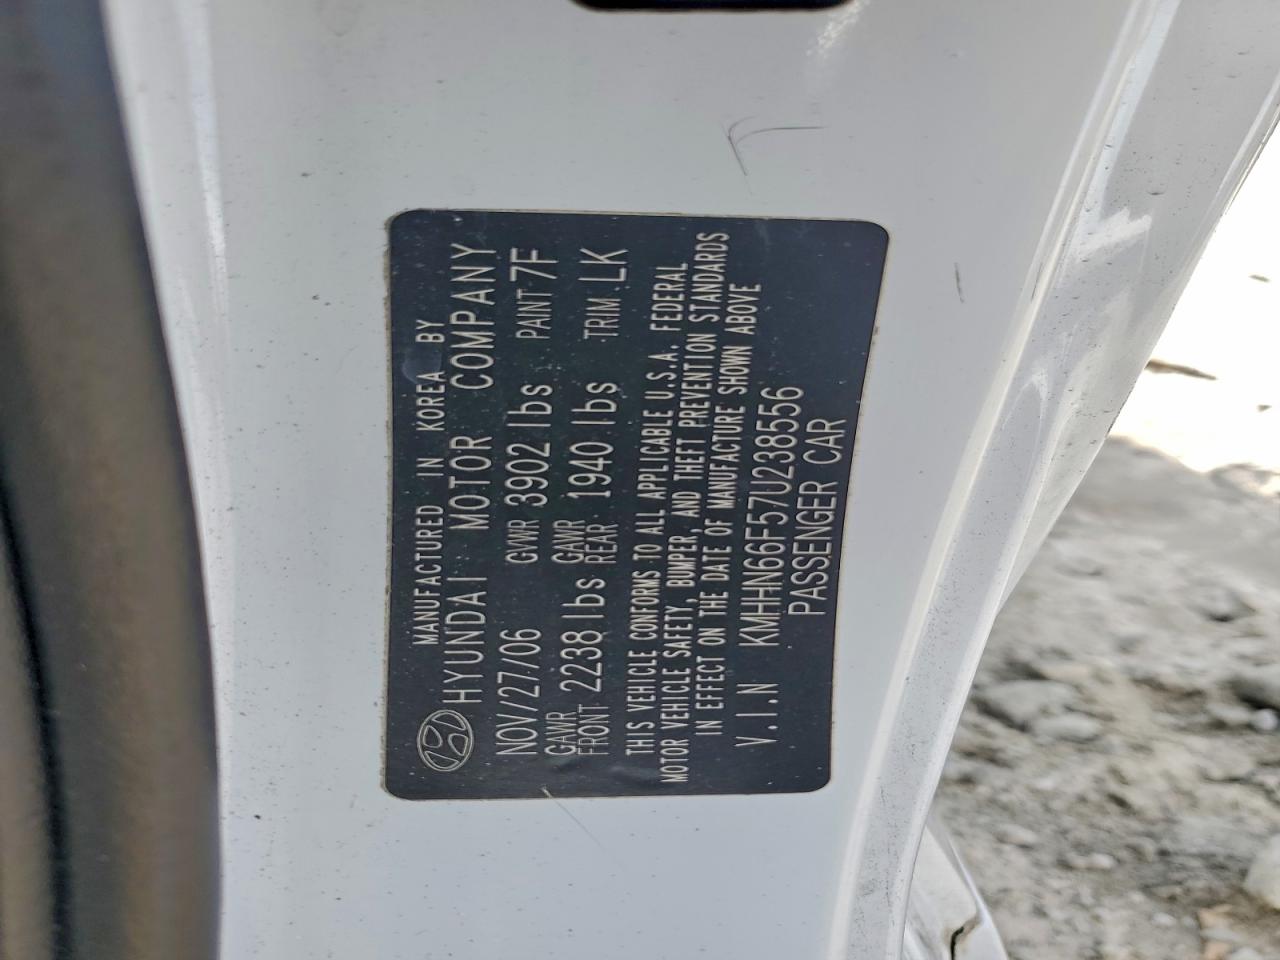 MANUFACTURED IN KOREA BY
HYUNDAI MOTOR COMPANY
NOV/27/06 GVWR 3902 lbs PAINT 7F
GAWR FRONT 2238 lbs GAWR REAR 1940 lbs TRIM LK
THIS VEHICLE CONFORMS TO ALL APPLICABLE U.S.A. FEDERAL
MOTOR VEHICLE SAFETY, BUMPER, AND THEFT PREVENTION STANDARDS
IN EFFECT ON THE DATE OF MANUFACTURE SHOWN ABOVE
V.I.N KMHHN66F57U238556
PASSENGER CAR